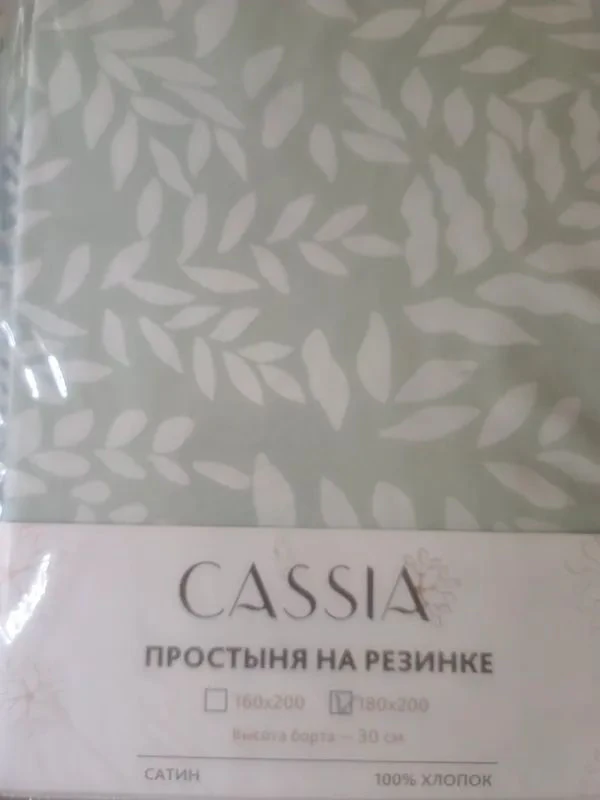 CASSIA
ПРОСТЫНЯ НА РЕЗИНКЕ
160x200 180x200
Высота борта — 30 см
САТИН 100% ХЛОПОК